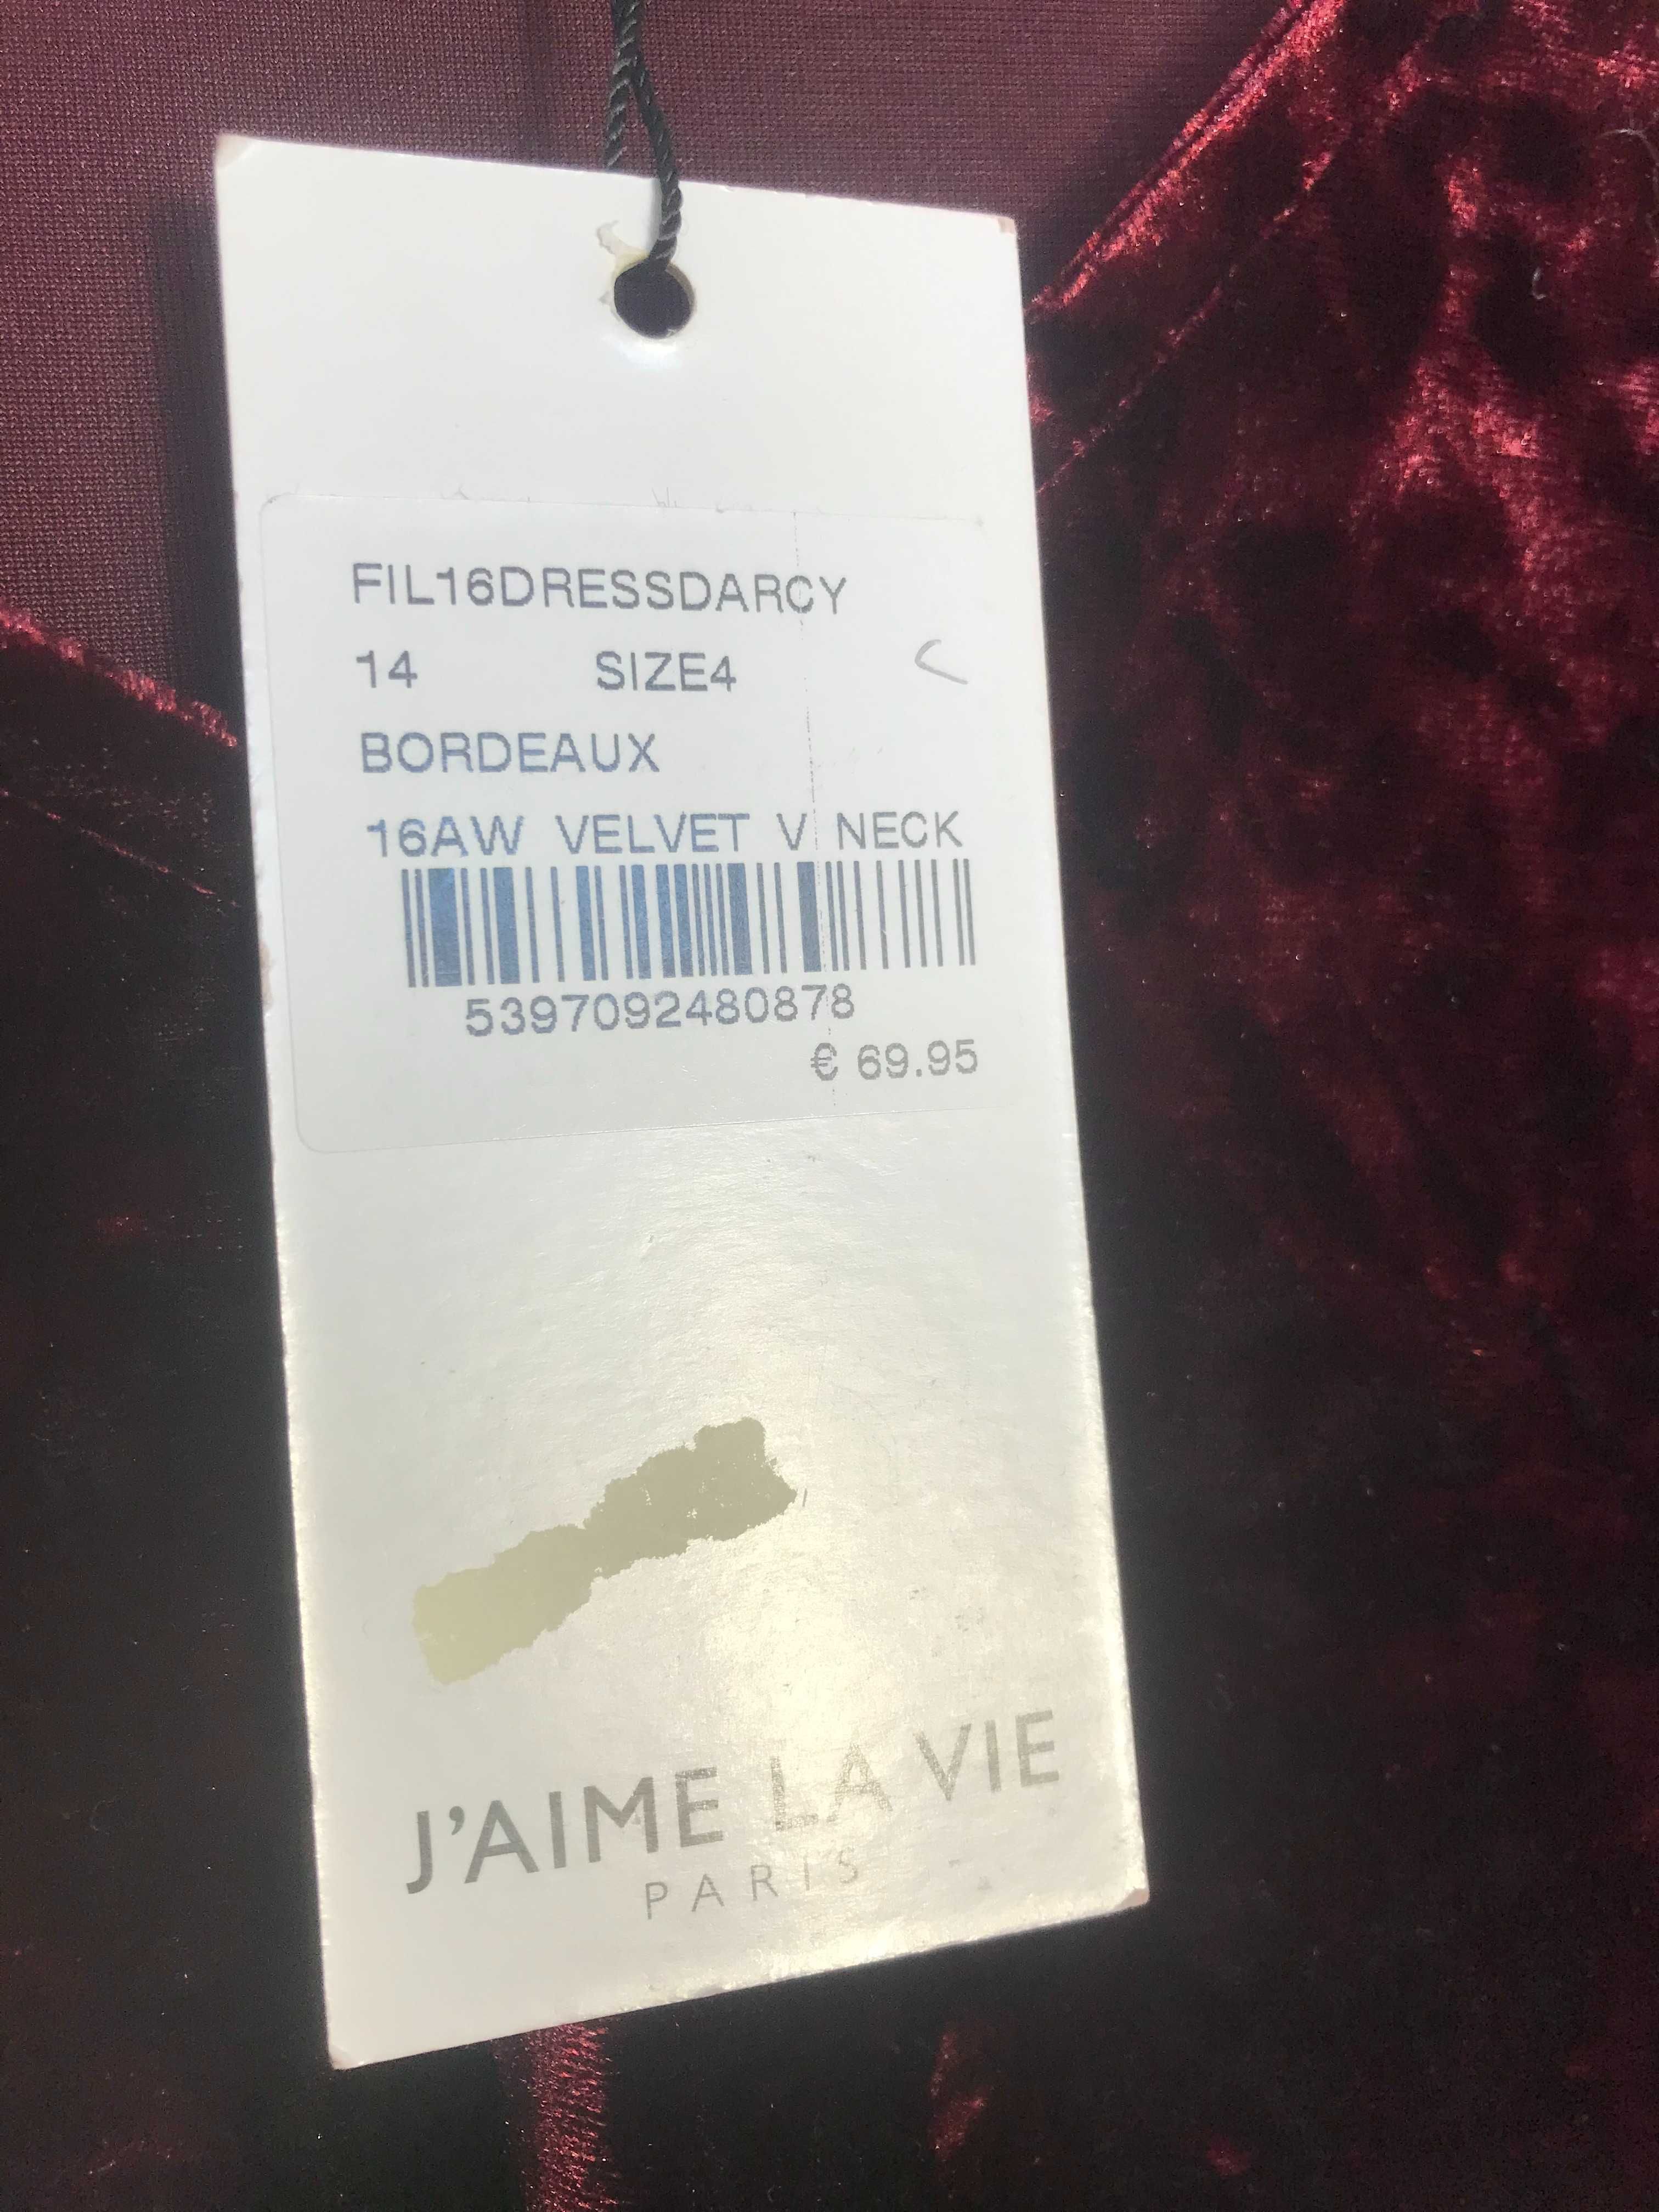 FIL16DRESSDARCY
14 SIZE4
BORDEAUX
16AW VELVET V NECK
5397092480878
€ 69.95
J'AIME LA VIE
PARIS